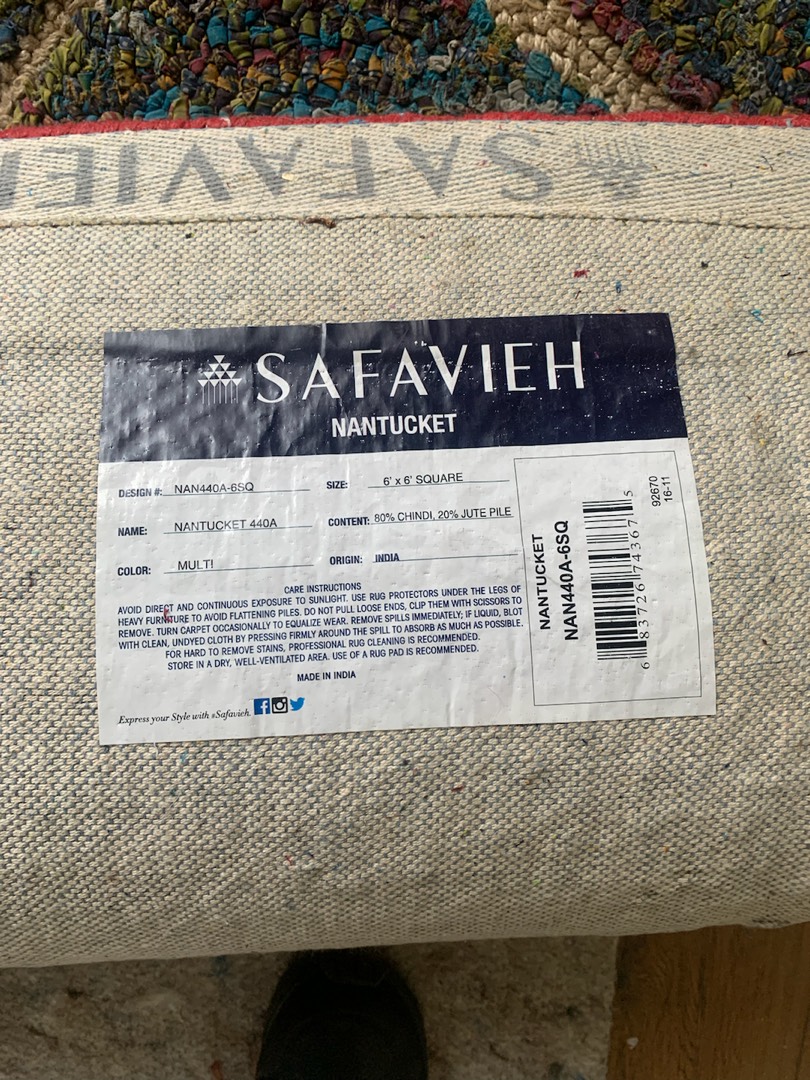 SAFAVIEH
SAFAVIEH
NANTUCKET
DESIGN #: NAN440A-6SQ
SIZE: 6' x 6' SQUARE
NAME: NANTUCKET 440A
CONTENT: 80% CHINDI, 20% JUTE PILE
COLOR: MULTI
ORIGIN: INDIA
CARE INSTRUCTIONS
AVOID DIRECT AND CONTINUOUS EXPOSURE TO SUNLIGHT. USE RUG PROTECTORS UNDER THE LEGS OF
HEAVY FURNITURE TO AVOID FLATTENING PILES. DO NOT PULL LOOSE ENDS, CLIP THEM WITH SCISSORS TO
REMOVE. TURN CARPET OCCASIONALLY TO EQUALIZE WEAR. REMOVE SPILLS IMMEDIATELY; IF LIQUID, BLOT
WITH CLEAN, UNDYED CLOTH BY PRESSING FIRMLY AROUND THE SPILL TO ABSORB AS MUCH AS POSSIBLE.
FOR HARD TO REMOVE STAINS, PROFESSIONAL RUG CLEANING IS RECOMMENDED.
STORE IN A DRY, WELL-VENTILATED AREA. USE OF A RUG PAD IS RECOMMENDED.
MADE IN INDIA
Express your Style with #Safavieh.
NANTUCKET
NAN440A-6SQ
6 83726 74367 5
92670
16-11